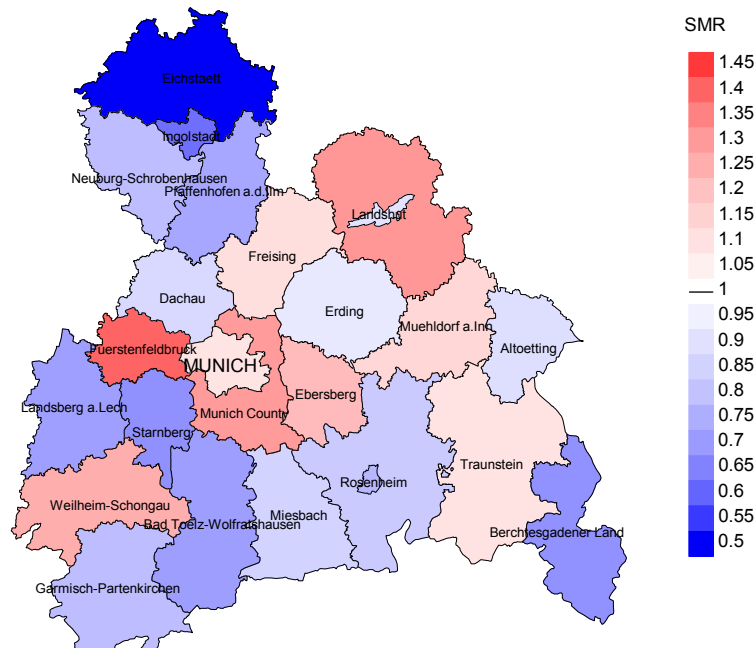 SMR
1.45
1.4
1.35
1.3
1.25
1.2
1.15
1.1
1.05
1
0.95
0.9
0.85
0.8
0.75
0.7
0.65
0.6
0.55
0.5
Eichstaett
Ingolstadt
Neuburg-Schrobenhausen
Pfaffenhofen a.d.Ilm
Landshut
Freising
Dachau
Erding
Muehldorf a.Inn
Altoetting
Fuerstenfeldbruck
MUNICH
Ebersberg
Landsberg a.Lech
Munich County
Starnberg
Traunstein
Rosenheim
Weilheim-Schongau
Miesbach
Bad Toelz-Wolfratshausen
Berchtesgadener Land
Garmisch-Partenkirchen